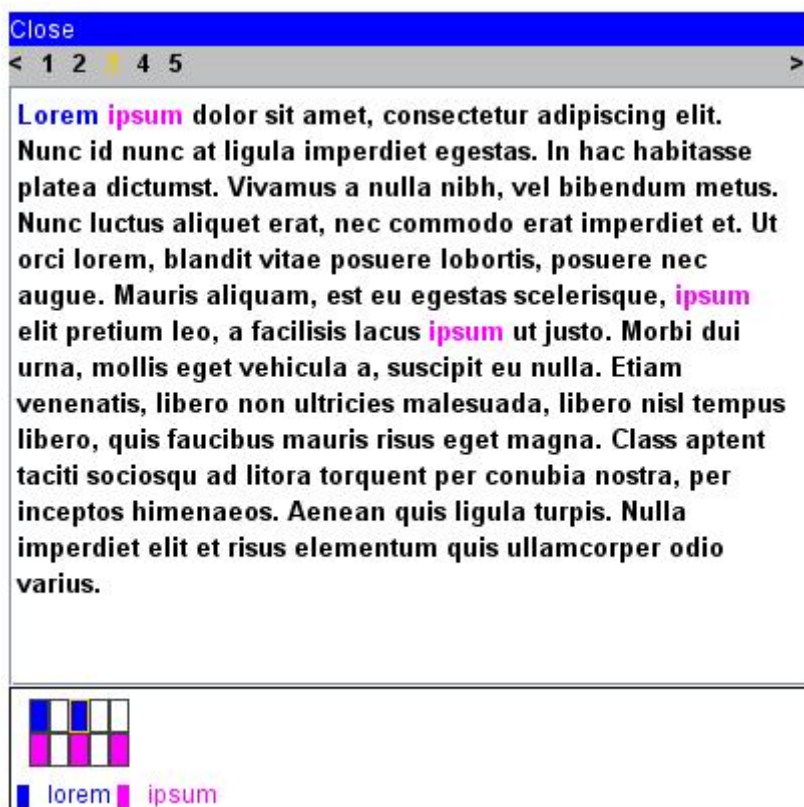 Close
< 1 2 3 4 5 >
Lorem ipsum dolor sit amet, consectetur adipiscing elit.
Nunc id nunc at ligula imperdiet egestas. In hac habitasse
platea dictumst. Vivamus a nulla nibh, vel bibendum metus.
Nunc luctus aliquet erat, nec commodo erat imperdiet et. Ut
orci lorem, blandit vitae posuere lobortis, posuere nec
augue. Mauris aliquam, est eu egestas scelerisque, ipsum
elit pretium leo, a facilisis lacus ipsum ut justo. Morbi dui
urna, mollis eget vehicula a, suscipit eu nulla. Etiam
venenatis, libero non ultricies malesuada, libero nisl tempus
libero, quis faucibus mauris risus eget magna. Class aptent
taciti sociosqu ad litora torquent per conubia nostra, per
inceptos himenaeos. Aenean quis ligula turpis. Nulla
imperdiet elit et risus elementum quis ullamcorper odio
varius.
lorem ipsum